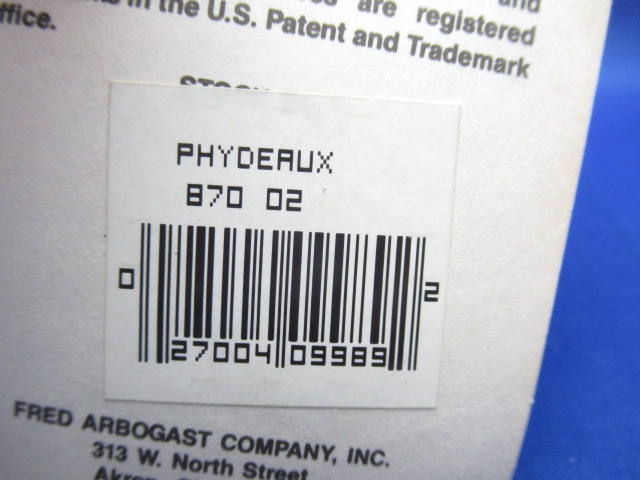 and
in the U.S. are registered
ffice. Patent and Trademark
PHYDEAUX
870 02
0 27004 09989 2
FRED ARBOGAST COMPANY, INC.
313 W. North Street